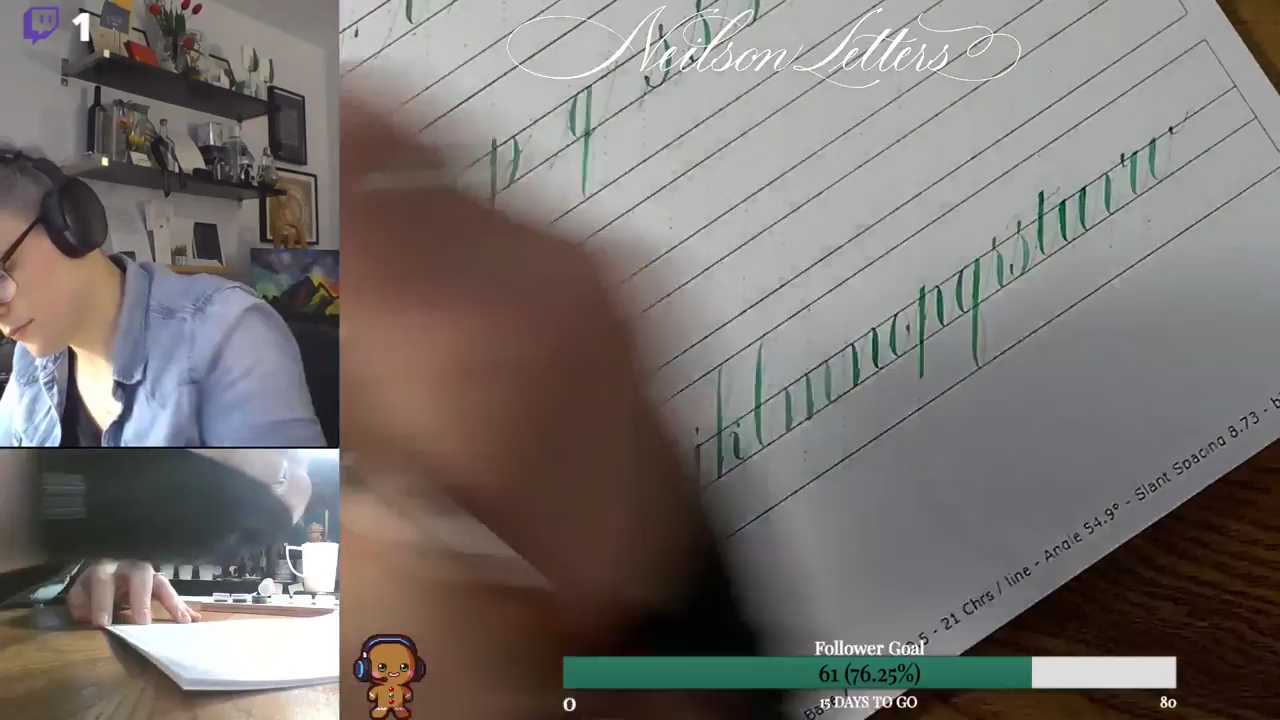 1
Neilson Letters
p q s
k l m n o p q r s t u v w
5 - 21 Chrs / line - Angle 54.9° - Slant Spacing 8.73 - b
Follower Goal
61 (76.25%)
0 15 DAYS TO GO 80